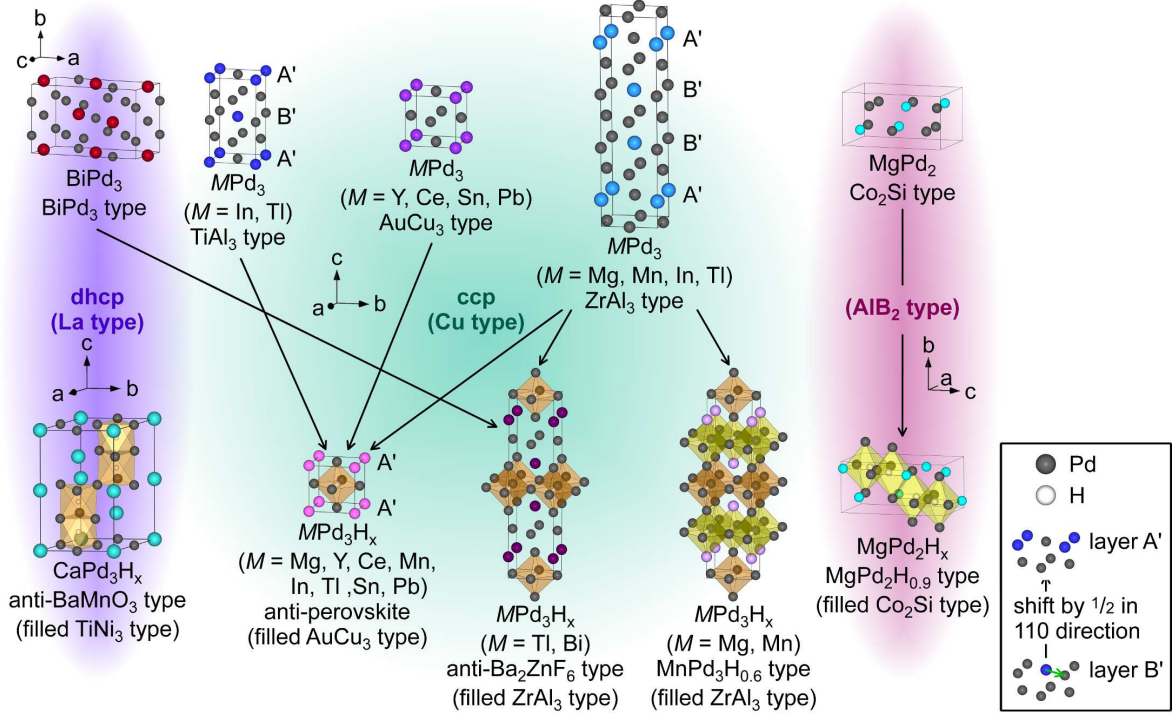 b
c a
BiPd3
BiPd3 type
A'
B'
A'
MPd3
(M = In, Tl)
TiAl3 type
MPd3
(M = Y, Ce, Sn, Pb)
AuCu3 type
A'
B'
B'
A'
MPd3
(M = Mg, Mn, In, Tl)
ZrAl3 type
MgPd2
Co2Si type
dhcp
(La type)
c
a b
ccp
(Cu type)
(AlB2 type)
c
a b
b
a
c
CaPd3Hx
anti-BaMnO3 type
(filled TiNi3 type)
A'
A'
MPd3Hx
(M = Mg, Y, Ce, Mn,
In, Tl ,Sn, Pb)
anti-perovskite
(filled AuCu3 type)
MPd3Hx
(M = Tl, Bi)
anti-Ba2ZnF6 type
(filled ZrAl3 type)
MPd3Hx
(M = Mg, Mn)
MnPd3H0.6 type
(filled ZrAl3 type)
MgPd2Hx
MgPd2H0.9 type
(filled Co2Si type)
Pd
H
layer A'
shift by 1/2 in
110 direction
layer B'